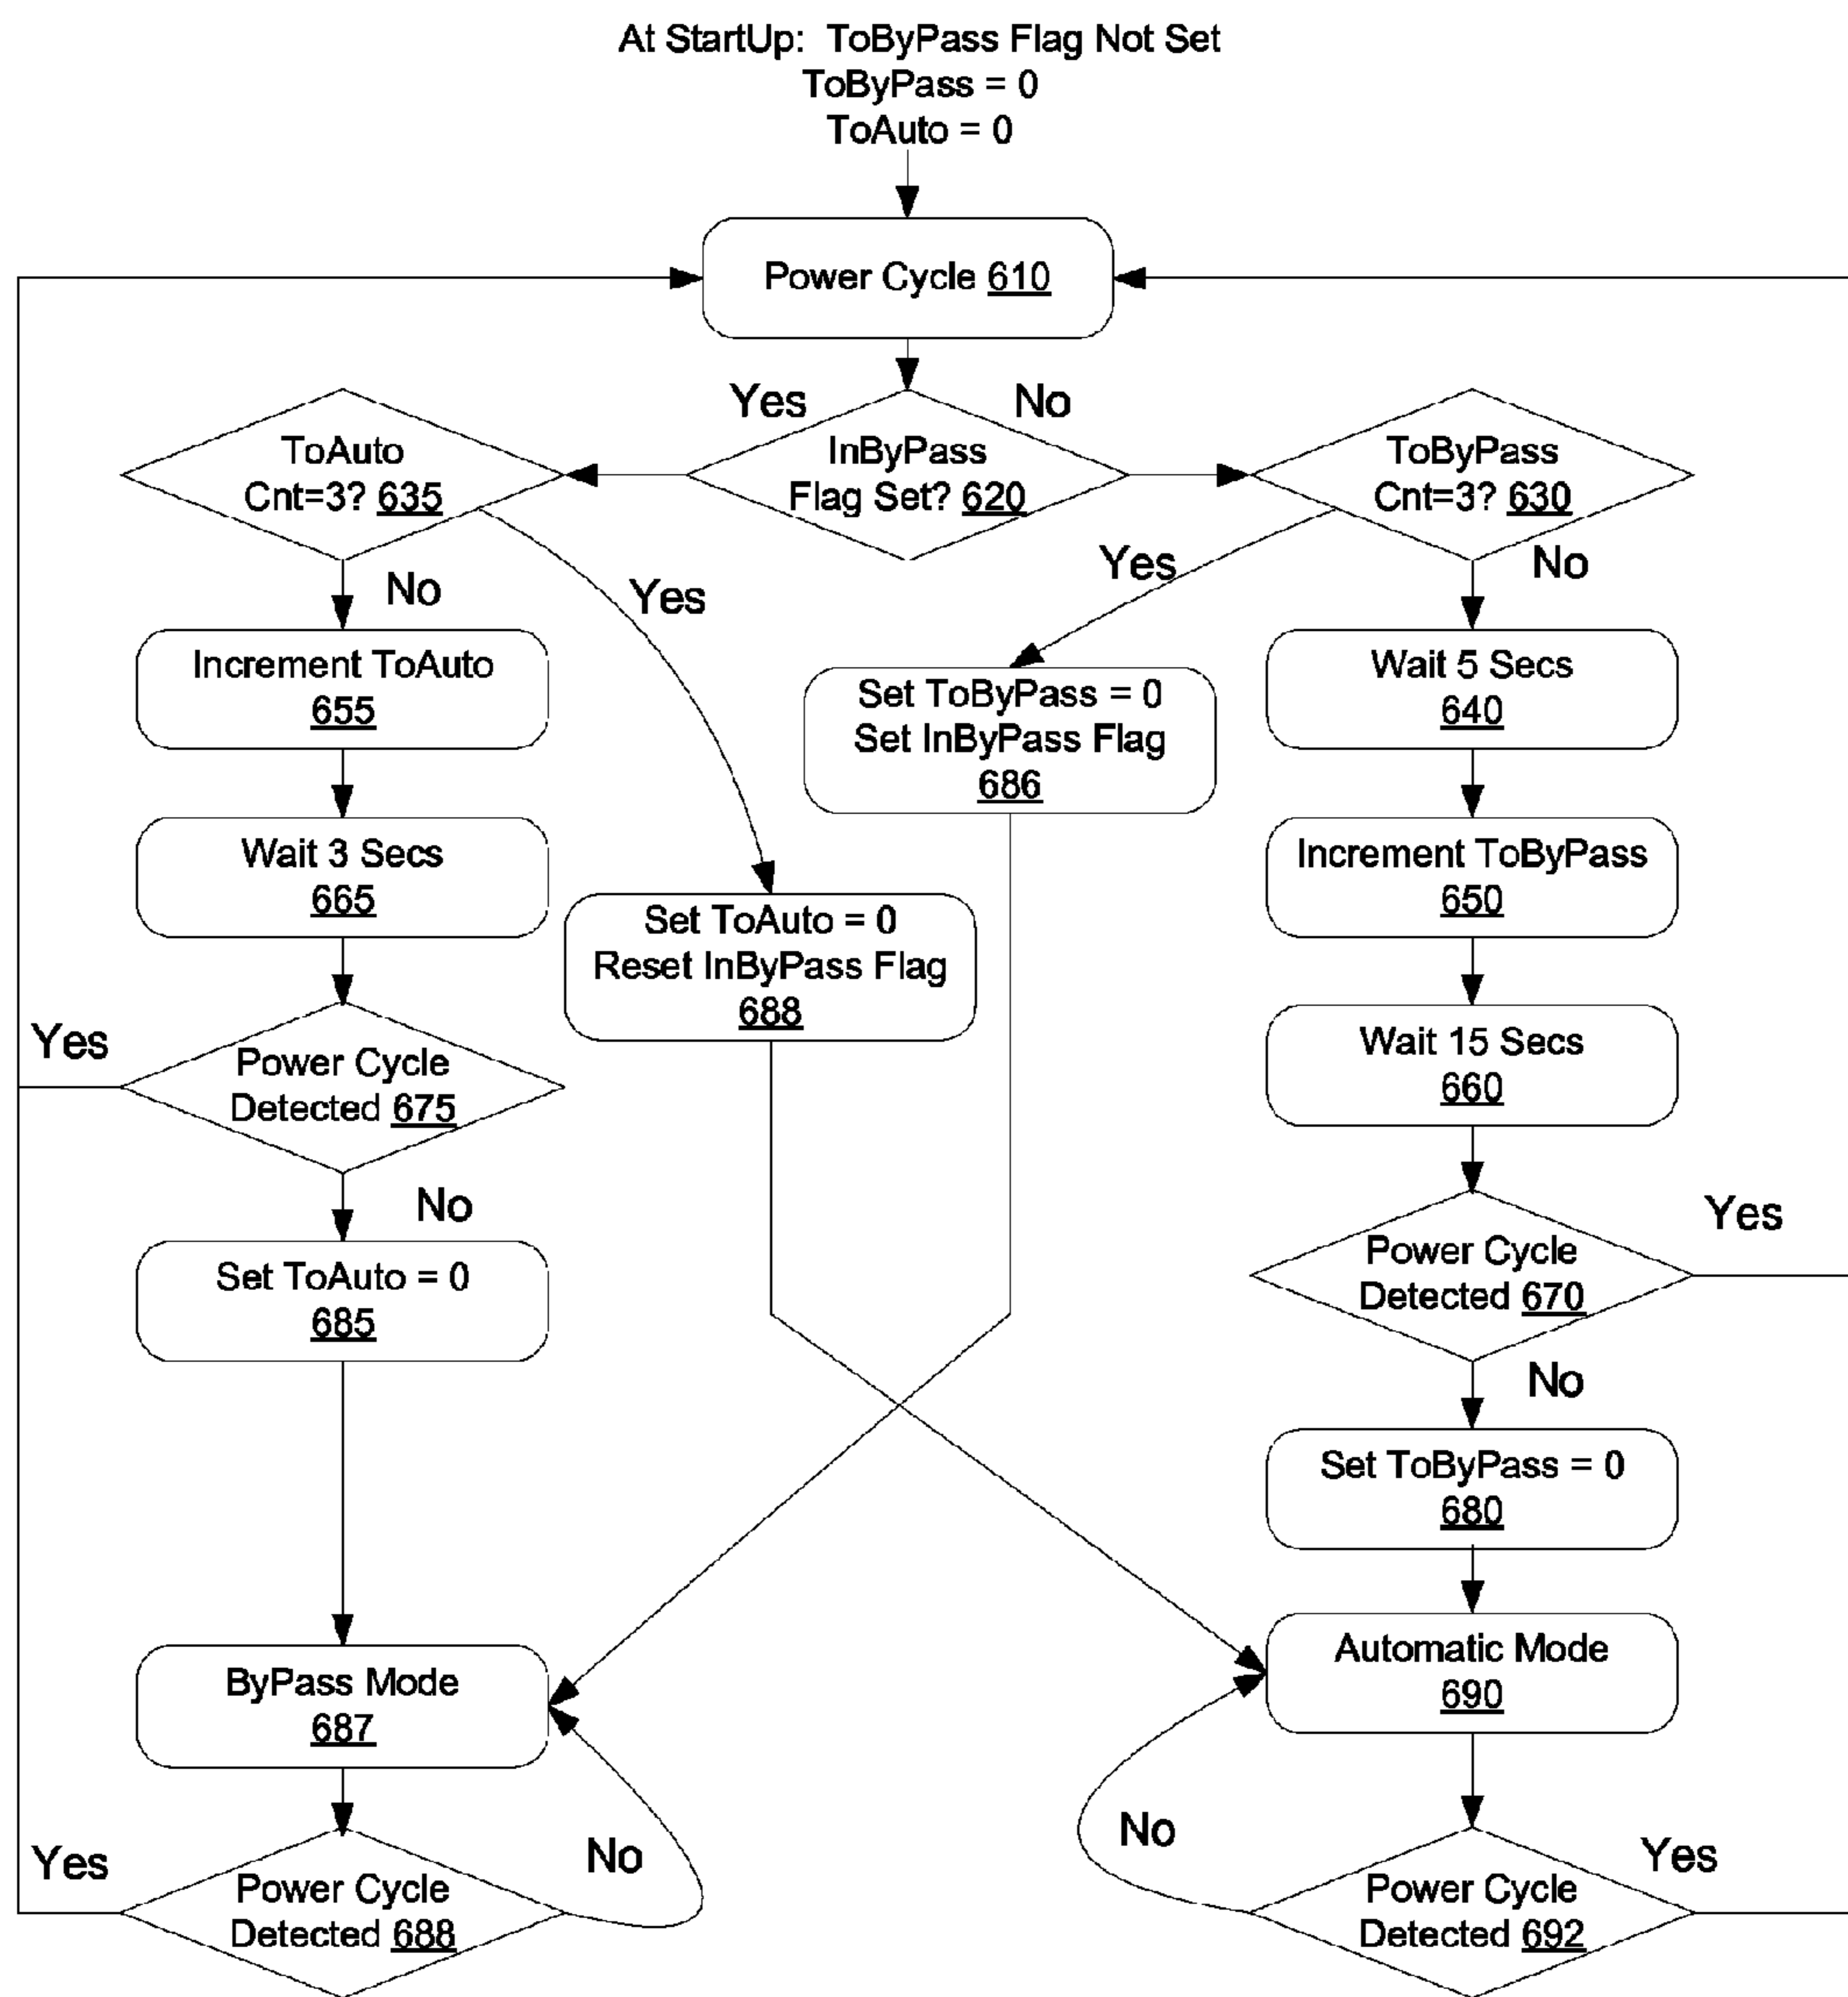 At StartUp: ToByPass Flag Not Set
ToByPass = 0
ToAuto = 0
Power Cycle 610
Yes
No
ToAuto
Cnt=3? 635
InByPass
Flag Set? 620
ToByPass
Cnt=3? 630
No
Yes
Yes
No
Increment ToAuto
655
Set ToByPass = 0
Set InByPass Flag
686
Wait 5 Secs
640
Wait 3 Secs
665
Set ToAuto = 0
Reset InByPass Flag
688
Increment ToByPass
650
Yes
Power Cycle
Detected 675
Wait 15 Secs
660
No
Yes
Set ToAuto = 0
685
Power Cycle
Detected 670
No
Set ToByPass = 0
680
ByPass Mode
687
Automatic Mode
690
Yes
No
Power Cycle
Detected 688
No
Yes
Power Cycle
Detected 692